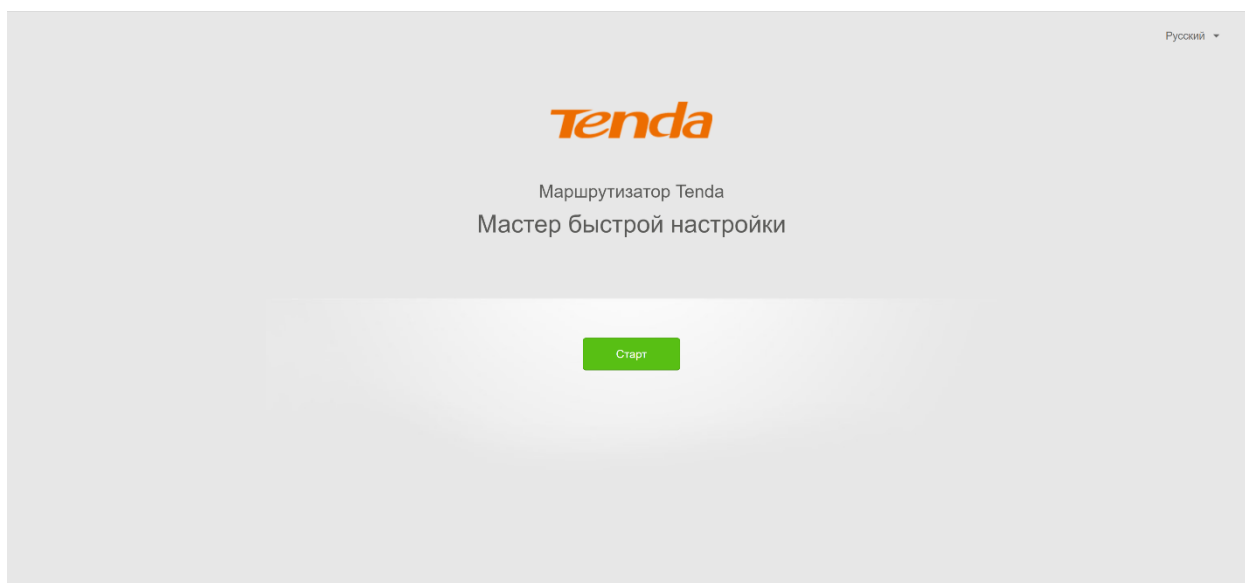 Русский
Tenda
Маршрутизатор Tenda
Мастер быстрой настройки
Старт